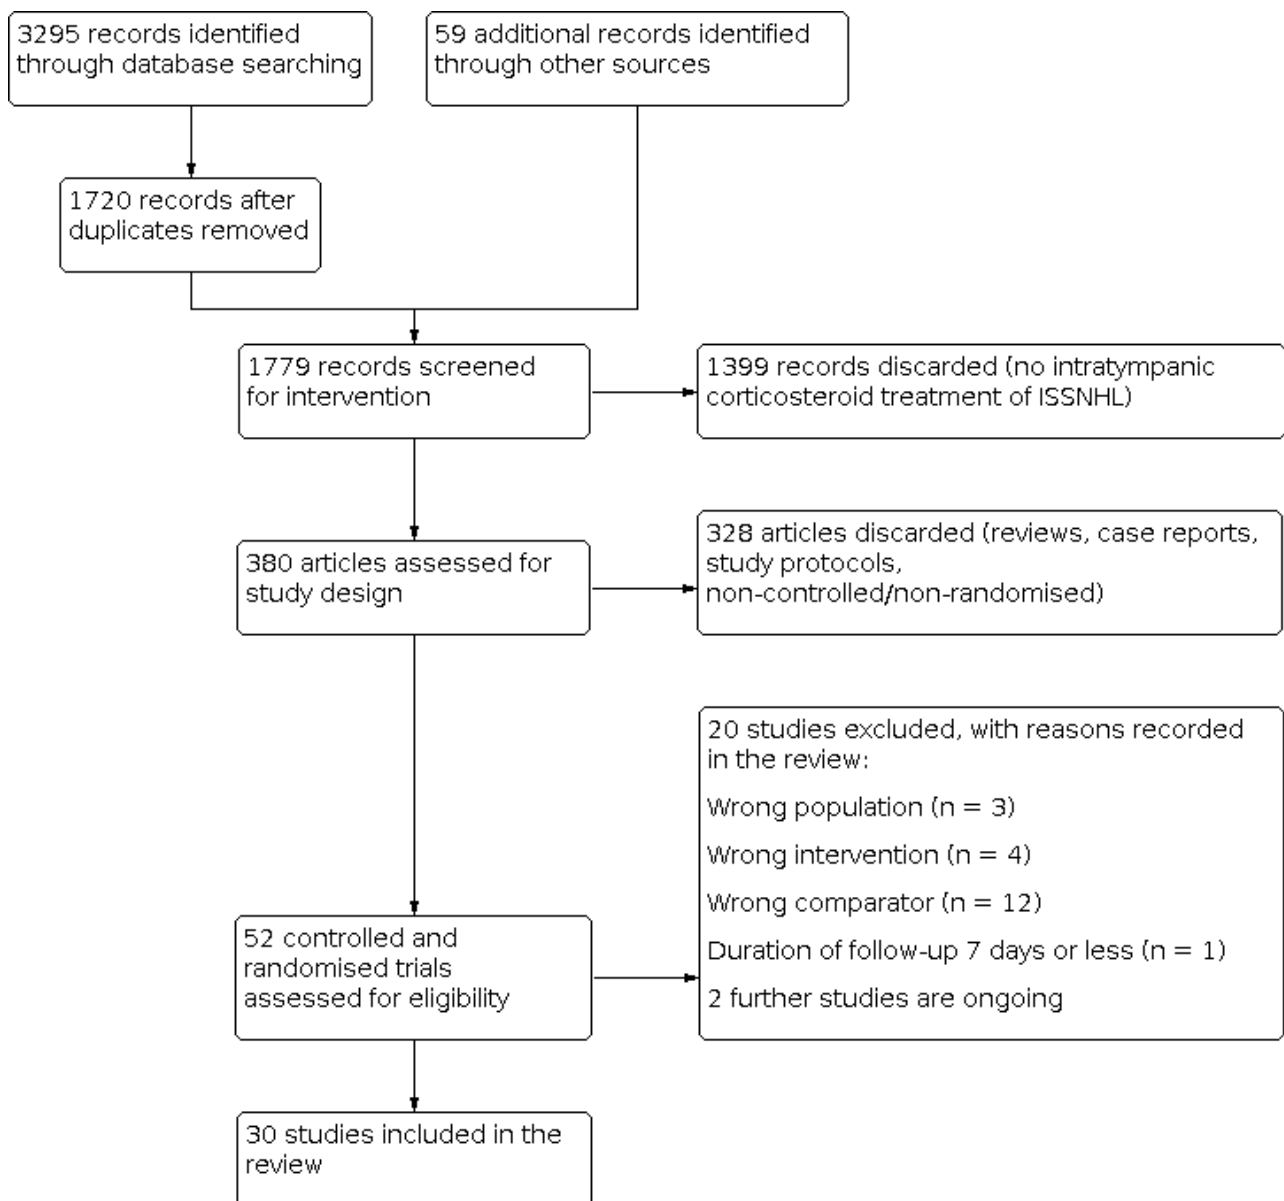 3295 records identified
through database searching
59 additional records identified
through other sources
1720 records after
duplicates removed
1779 records screened
for intervention
1399 records discarded (no intratympanic
corticosteroid treatment of ISSNHL)
380 articles assessed for
study design
328 articles discarded (reviews, case reports,
study protocols,
non-controlled/non-randomised)
20 studies excluded, with reasons recorded
in the review:
Wrong population (n = 3)
Wrong intervention (n = 4)
Wrong comparator (n = 12)
Duration of follow-up 7 days or less (n = 1)
2 further studies are ongoing
52 controlled and
randomised trials
assessed for eligibility
30 studies included in the
review